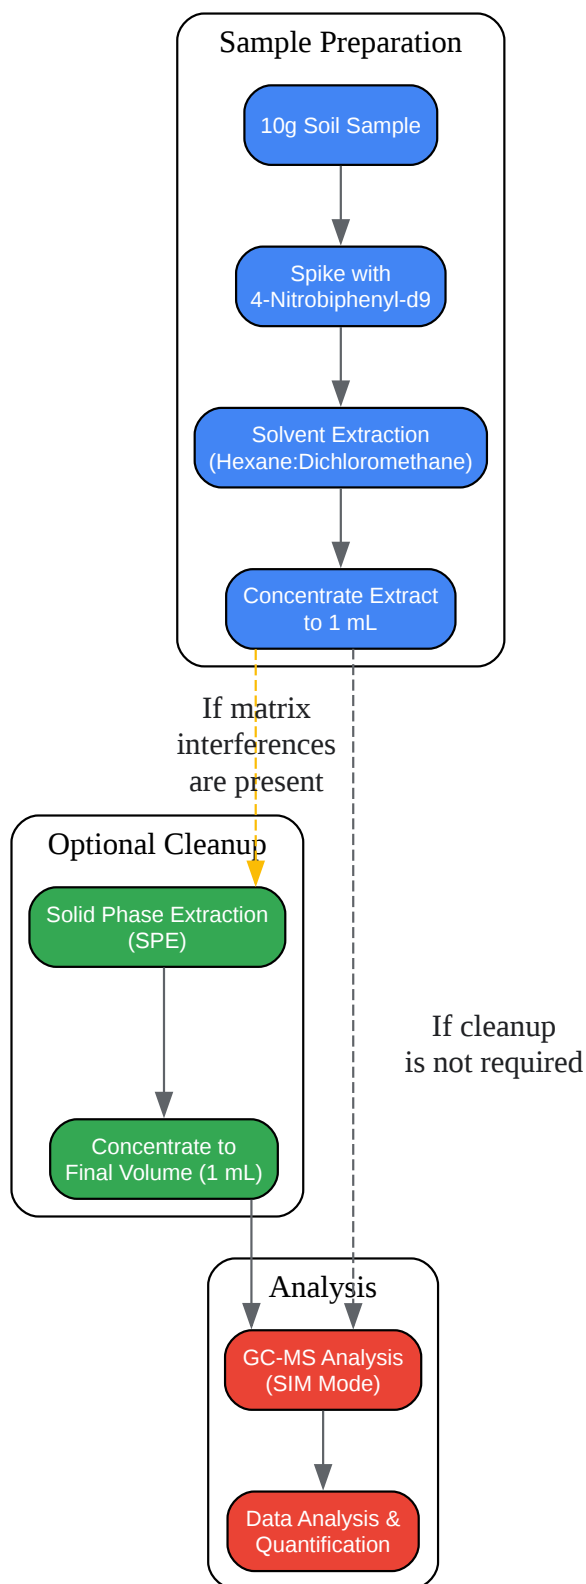 Sample Preparation
10g Soil Sample
Spike with
4-Nitrobiphenyl-d9
Solvent Extraction
(Hexane:Dichloromethane)
Concentrate Extract
to 1 mL
If matrix
interferences
are present
Optional Cleanup
Solid Phase Extraction
(SPE)
If cleanup
is not required
Concentrate to
Final Volume (1 mL)
Analysis
GC-MS Analysis
(SIM Mode)
Data Analysis &
Quantification